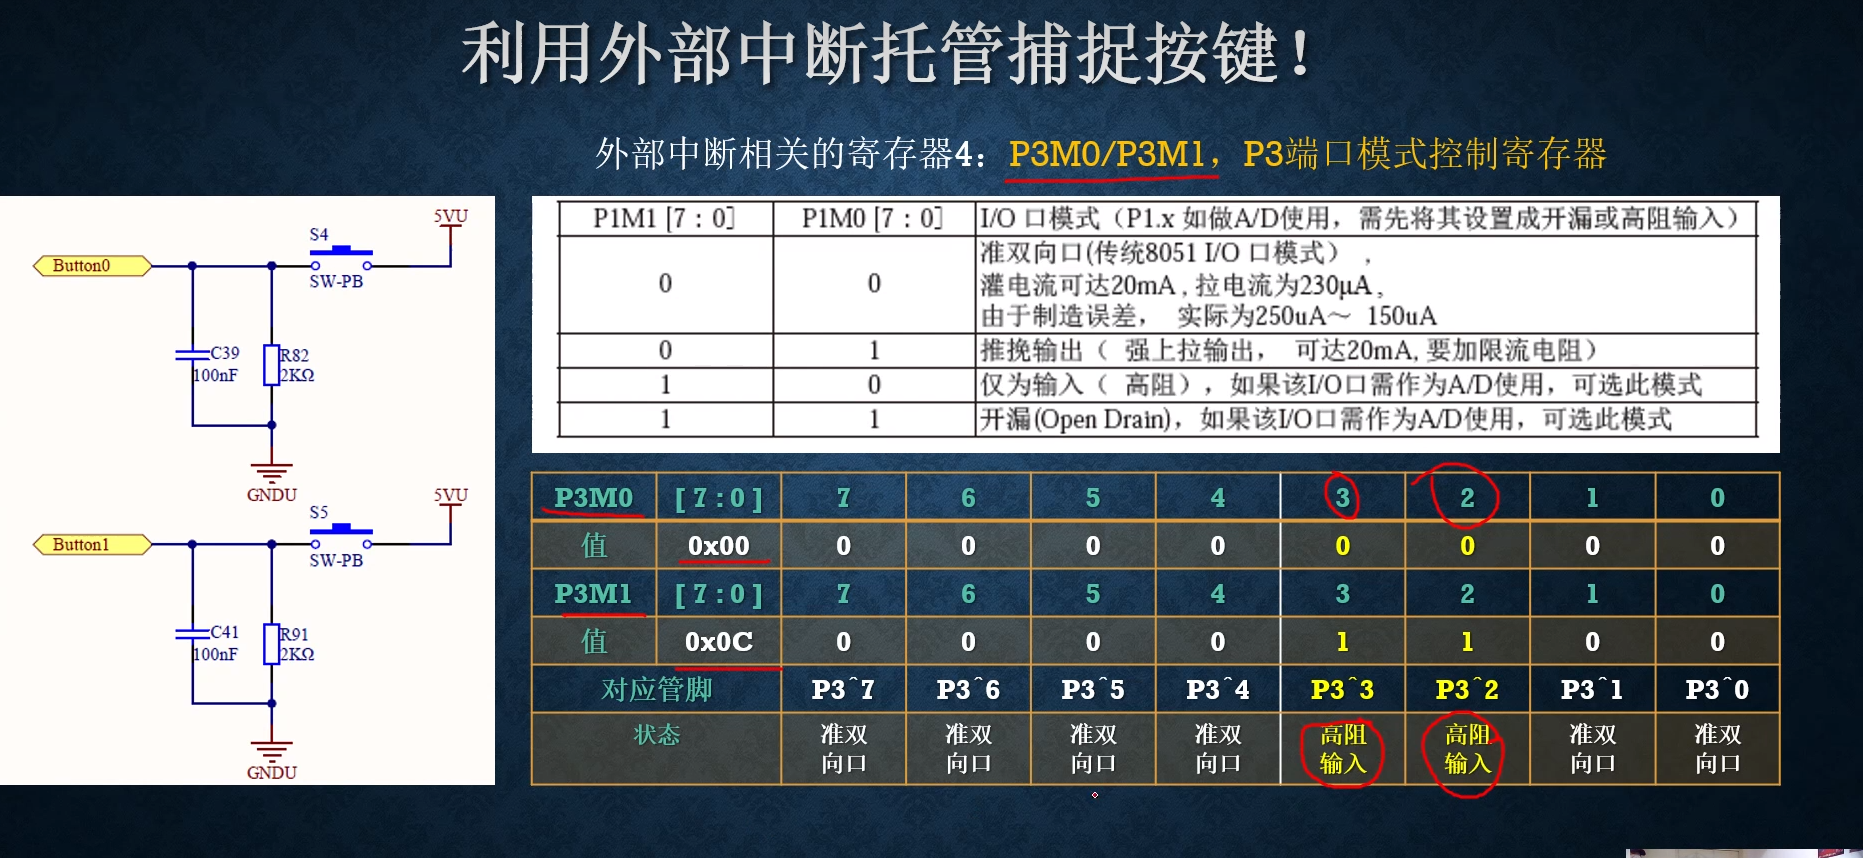 利用外部中断托管捕捉按键！
外部中断相关的寄存器4：P3M0/P3M1，P3端口模式控制寄存器
Button0
S4
SW-PB
5VU
C39
100nF
R82
2KΩ
GNDU
Button1
S5
SW-PB
5VU
C41
100nF
R91
2KΩ
GNDU
P1M1 [7 : 0] P1M0 [7 : 0] I/O 口模式（P1.x 如做A/D使用，需先将其设置成开漏或高阻输入）
0 0 准双向口(传统8051 I/O 口模式），
灌电流可达20mA , 拉电流为230μA ,
由于制造误差， 实际为250uA～ 150uA
0 1 推挽输出（ 强上拉输出， 可达20mA, 要加限流电阻）
1 0 仅为输入（ 高阻），如果该I/O口需作为A/D使用，可选此模式
1 1 开漏(Open Drain)，如果该I/O口需作为A/D使用，可选此模式
P3M0 [7:0] 7 6 5 4 3 2 1 0
值 0x00 0 0 0 0 0 0 0 0
P3M1 [7:0] 7 6 5 4 3 2 1 0
值 0x0C 0 0 0 0 1 1 0 0
对应管脚 P3^7 P3^6 P3^5 P3^4 P3^3 P3^2 P3^1 P3^0
状态 准双 准双 准双 准双 高阻 高阻 准双 准双
向口 向口 向口 向口 输入 输入 向口 向口